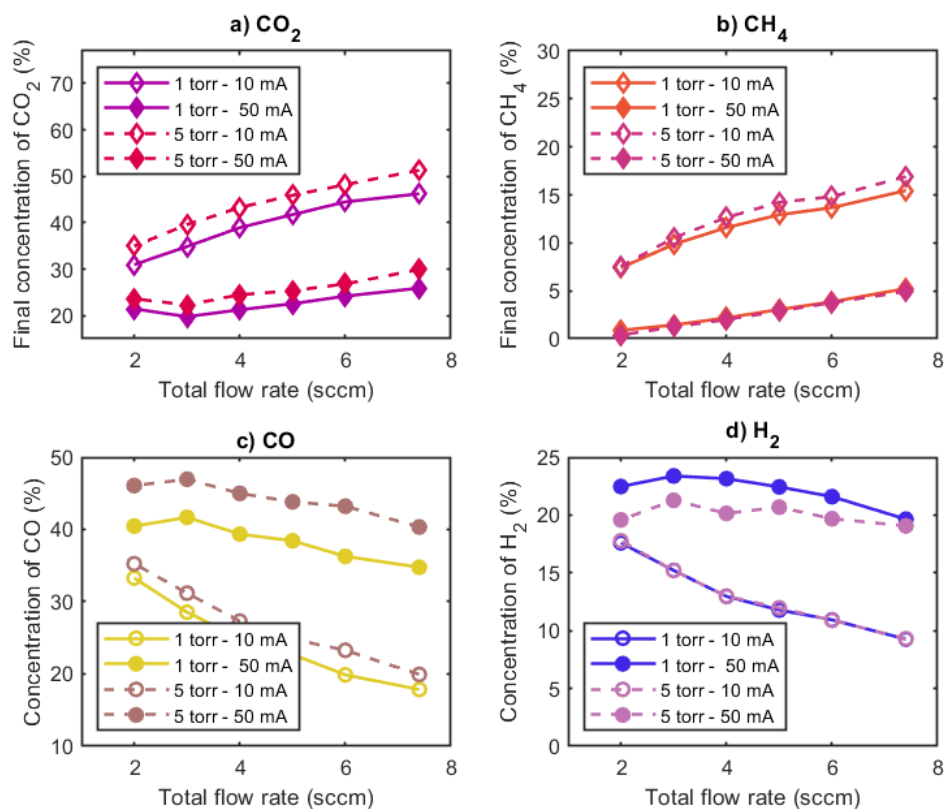 a) CO2
Final concentration of CO2 (%)
70
60
50
40
30
20
1 torr - 10 mA
1 torr - 50 mA
5 torr - 10 mA
5 torr - 50 mA
2 4 6 8
Total flow rate (sccm)
b) CH4
Final concentration of CH4 (%)
30
25
20
15
10
5
0
1 torr - 10 mA
1 torr - 50 mA
5 torr - 10 mA
5 torr - 50 mA
2 4 6 8
Total flow rate (sccm)
c) CO
Concentration of CO (%)
50
40
30
20
10
1 torr - 10 mA
1 torr - 50 mA
5 torr - 10 mA
5 torr - 50 mA
2 4 6 8
Total flow rate (sccm)
d) H2
Concentration of H2 (%)
25
20
15
10
5
0
1 torr - 10 mA
1 torr - 50 mA
5 torr - 10 mA
5 torr - 50 mA
2 4 6 8
Total flow rate (sccm)